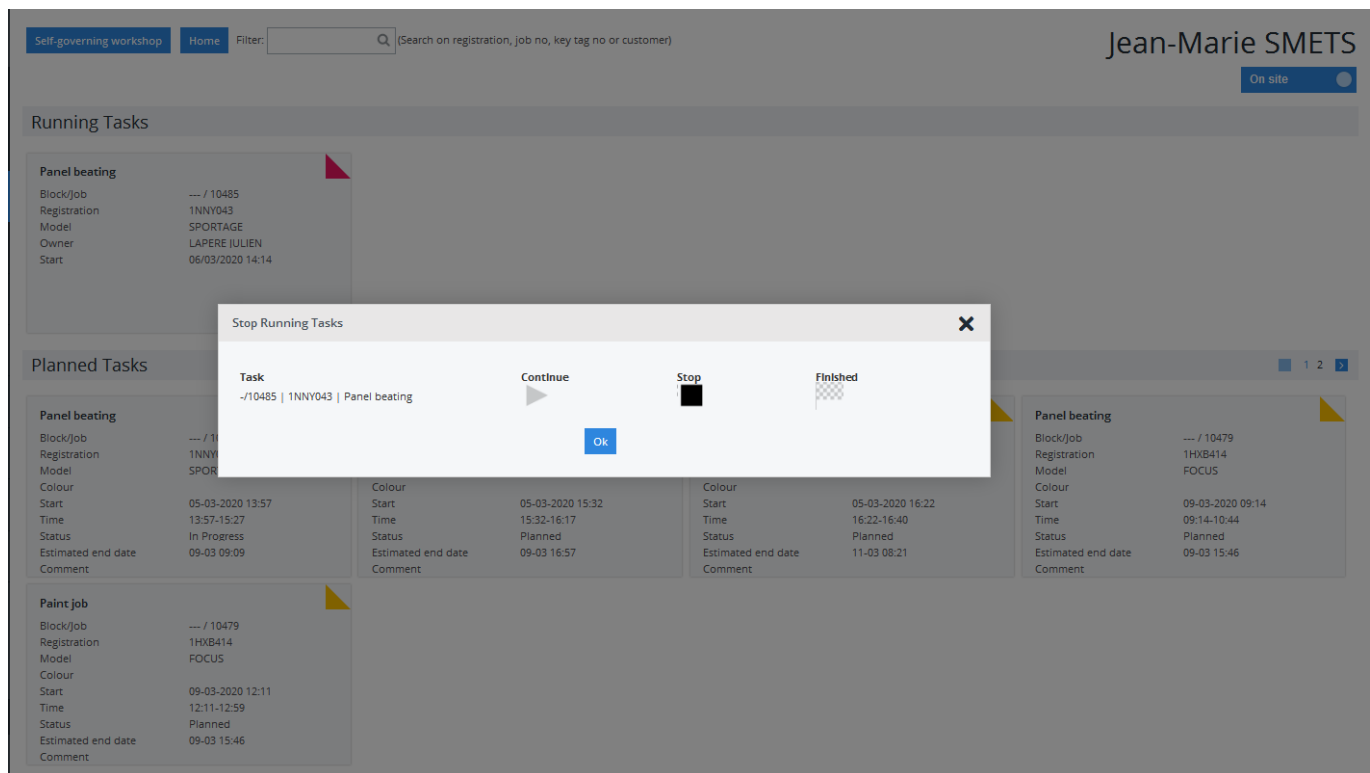 Self-governing workshop Home Filter: (Search on registration, job no, key tag no or customer)
Jean-Marie SMETS
On site
Running Tasks
Panel beating
Block/Job --- / 10485
Registration 1NNY043
Model SPORTAGE
Owner LAPERE JULIEN
Start 06/03/2020 14:14
Stop Running Tasks
Task Continue Stop Finished
-/10485 | 1NNY043 | Panel beating
Ok
Planned Tasks 1 2
Panel beating
Block/Job --- /
Registration
Model
Colour
Start 05-03-2020 13:57
Time 13:57-15:27
Status In Progress
Estimated end date 09-03 09:09
Comment
Colour
Start 05-03-2020 15:32
Time 15:32-16:17
Status Planned
Estimated end date 09-03 16:57
Comment
Colour
Start 05-03-2020 16:22
Time 16:22-16:40
Status Planned
Estimated end date 11-03 08:21
Comment
Panel beating
Block/Job --- / 10479
Registration 1HXB414
Model FOCUS
Colour
Start 09-03-2020 09:14
Time 09:14-10:44
Status Planned
Estimated end date 09-03 15:46
Comment
Paint job
Block/Job --- / 10479
Registration 1HXB414
Model FOCUS
Colour
Start 09-03-2020 12:11
Time 12:11-12:59
Status Planned
Estimated end date 09-03 15:46
Comment